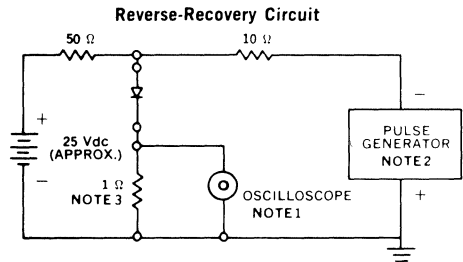 Reverse-Recovery Circuit
50 Ω
10 Ω
+
25 Vdc
(APPROX.)
−
1 Ω
NOTE 3
OSCILLOSCOPE
NOTE 1
−
PULSE
GENERATOR
NOTE 2
+